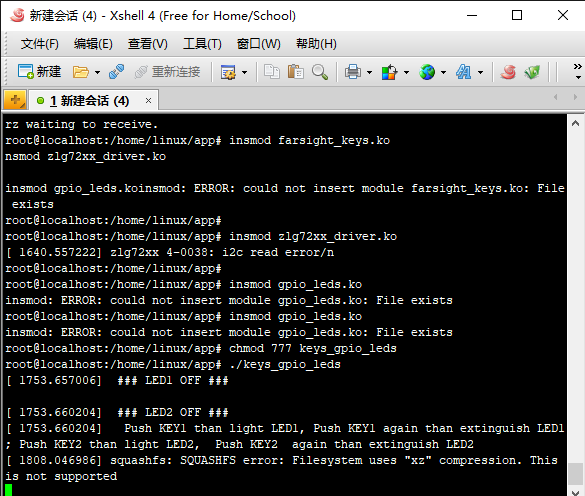 新建会话 (4) - Xshell 4 (Free for Home/School)
文件(F) 编辑(E) 查看(V) 工具(T) 窗口(W) 帮助(H)
新建 重新连接
1 新建会话 (4)
rz waiting to receive.
root@localhost:/home/linux/app# insmod farsight_keys.ko
nsmod zlg72xx_driver.ko
insmod gpio_leds.koinsmod: ERROR: could not insert module farsight_keys.ko: File
exists
root@localhost:/home/linux/app#
root@localhost:/home/linux/app# insmod zlg72xx_driver.ko
[ 1640.557222] zlg72xx 4-0038: i2c read error/n
root@localhost:/home/linux/app#
root@localhost:/home/linux/app# insmod gpio_leds.ko
insmod: ERROR: could not insert module gpio_leds.ko: File exists
root@localhost:/home/linux/app# insmod gpio_leds.ko
insmod: ERROR: could not insert module gpio_leds.ko: File exists
root@localhost:/home/linux/app# chmod 777 keys_gpio_leds
root@localhost:/home/linux/app# ./keys_gpio_leds
[ 1753.657006] ### LED1 OFF ###
[ 1753.660204] ### LED2 OFF ###
[ 1753.660204] Push KEY1 than light LED1, Push KEY1 again than extinguish LED1
; Push KEY2 than light LED2, Push KEY2 again than extinguish LED2
[ 1808.046986] squashfs: SQUASHFS error: Filesystem uses "xz" compression. This
is not supported